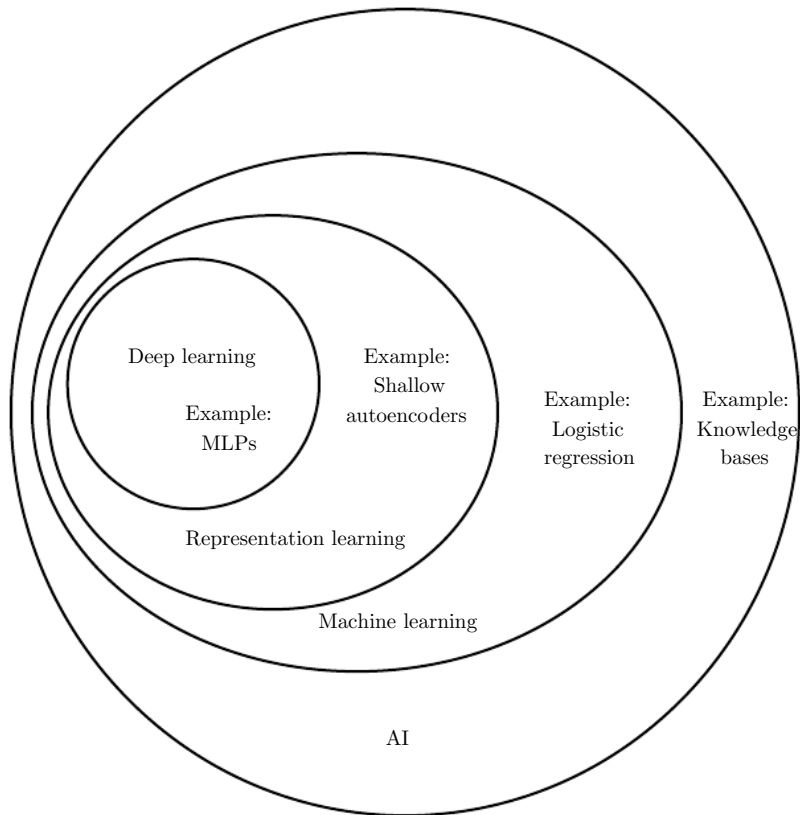 Deep learning
Example:
MLPs
Example:
Shallow
autoencoders
Example:
Logistic
regression
Example:
Knowledge
bases
Representation learning
Machine learning
AI